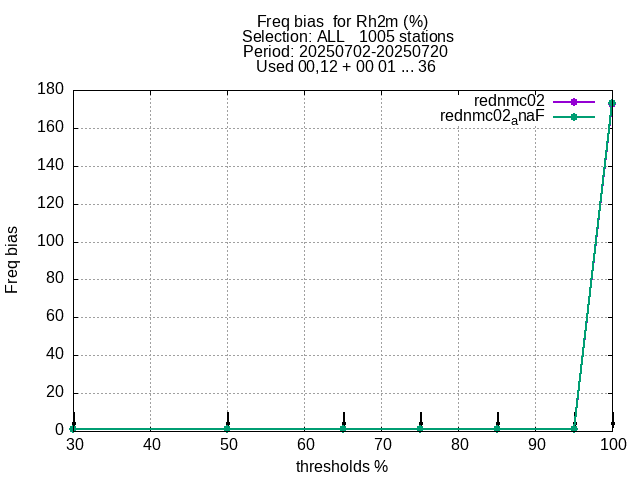 Freq bias  for Rh2m (%)
Selection: ALL   1005 stations
Period: 20250702-20250720
Used 00,12 + 00 01 ... 36
rednmc02
rednmc02anaF
180
160
140
120
100
80
60
40
20
0
Freq bias
30 40 50 60 70 80 90 100
thresholds %